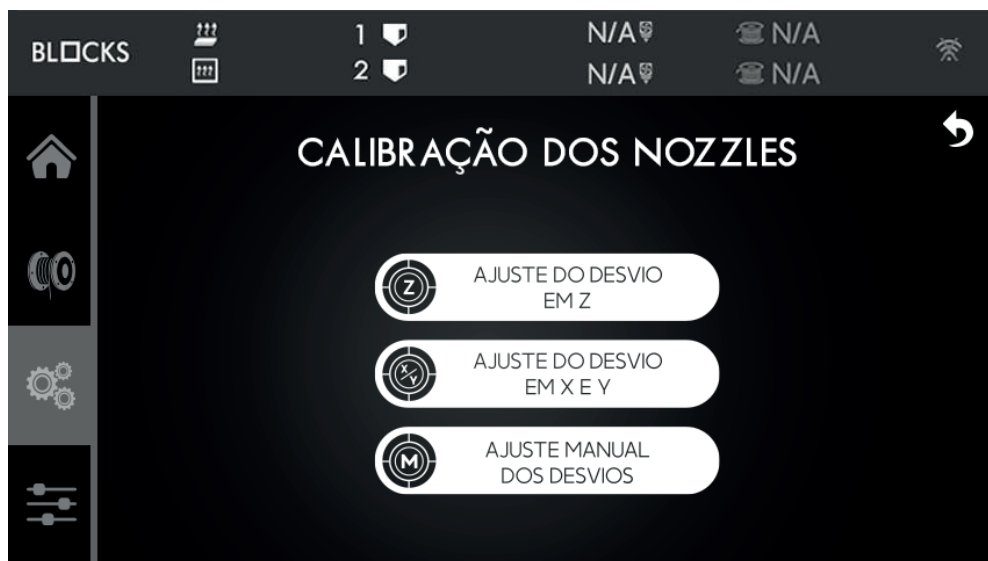 BLOCKS
1 N/A N/A
2 N/A N/A
CALIBRAÇÃO DOS NOZZLES
Z
AJUSTE DO DESVIO
EM Z
X/Y
AJUSTE DO DESVIO
EM X E Y
M
AJUSTE MANUAL
DOS DESVIOS